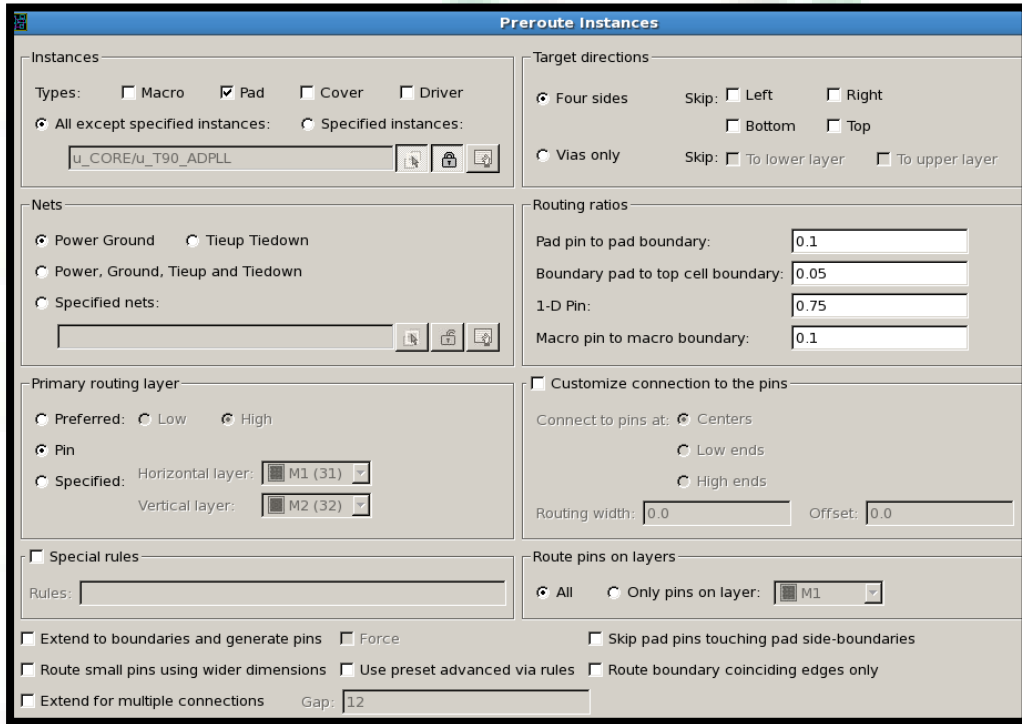 Preroute Instances
Instances
Types: Macro Pad Cover Driver
All except specified instances: Specified instances:
u_CORE/u_T90_ADPLL
Target directions
Four sides Skip: Left Right
Bottom Top
Vias only Skip: To lower layer To upper layer
Nets
Power Ground Tieup Tiedown
Power, Ground, Tieup and Tiedown
Specified nets:
Routing ratios
Pad pin to pad boundary: 0.1
Boundary pad to top cell boundary: 0.05
1-D Pin: 0.75
Macro pin to macro boundary: 0.1
Primary routing layer
Preferred: Low High
Pin
Specified: Horizontal layer: M1 (31)
Vertical layer: M2 (32)
Customize connection to the pins
Connect to pins at: Centers
Low ends
High ends
Routing width: 0.0 Offset: 0.0
Special rules
Rules:
Route pins on layers
All Only pins on layer: M1
Extend to boundaries and generate pins Force Skip pad pins touching pad side-boundaries
Route small pins using wider dimensions Use preset advanced via rules Route boundary coinciding edges only
Extend for multiple connections Gap: 12